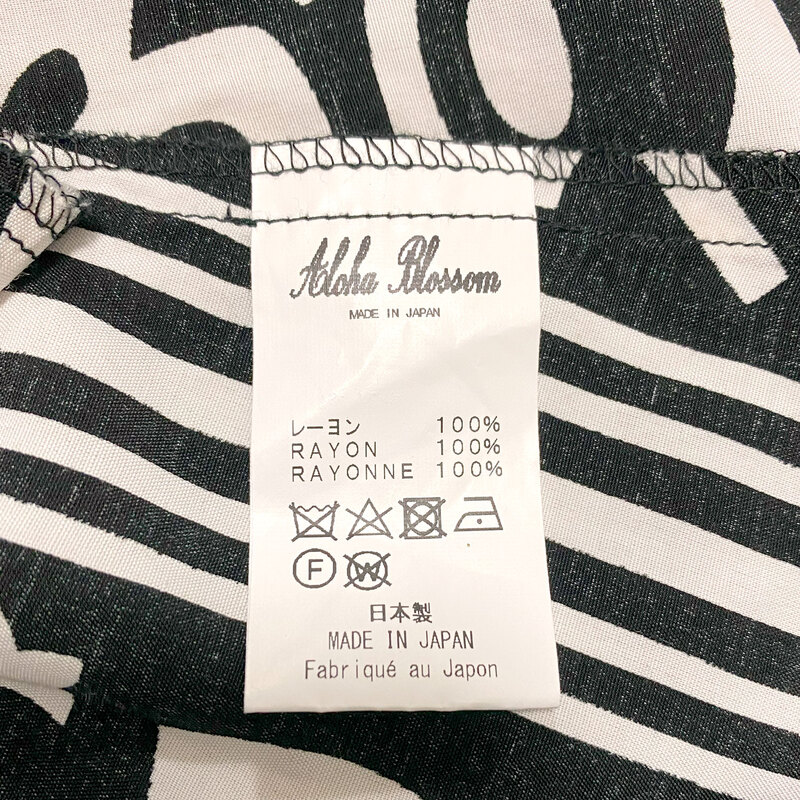 Aloha Blossom
MADE IN JAPAN
レーヨン 100%
RAYON 100%
RAYONNE 100%
F W
日本製
MADE IN JAPAN
Fabriqué au Japon